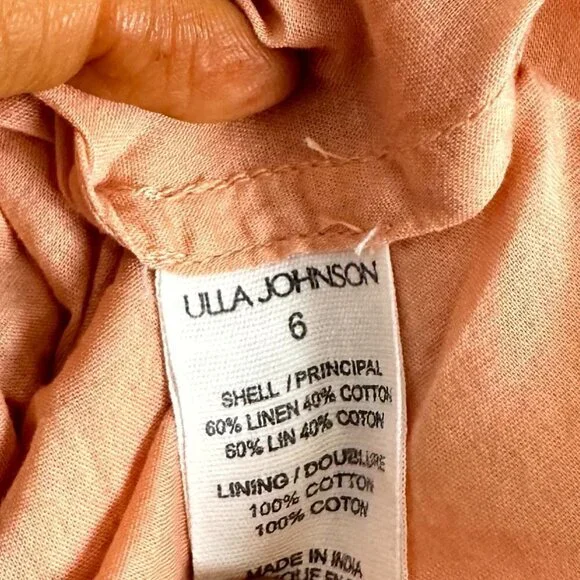 ULLA JOHNSON
6
SHELL / PRINCIPAL
60% LINEN 40% COTTON
60% LIN 40% COTON
LINING / DOUBLURE
100% COTTON
100% COTON
MADE IN INDIA